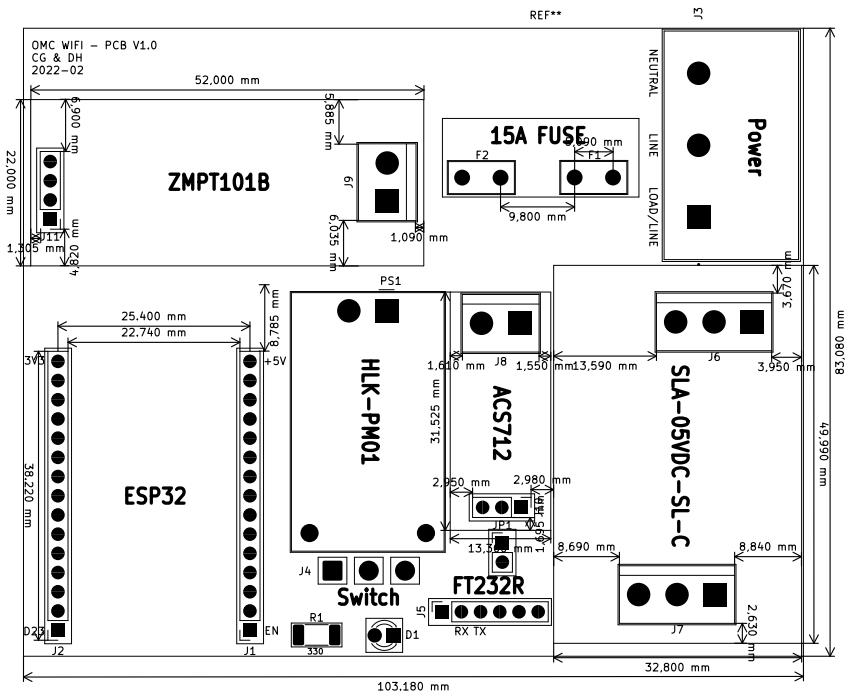 REF**
J3
OMC WIFI - PCB V1.0
CG & DH
2022-02
52,000 mm
6,900 mm
5,885 mm
22,000 mm
ZMPT101B
J9
J11
1,305 mm
4,820 mm
6,035 mm
1,090 mm
15A FUSE
F2
F1
9,800 mm
NEUTRAL
LINE
LOAD/LINE
Power
3,670 mm
83,080 mm
49,990 mm
PS1
8,785 mm
25.400 mm
22.740 mm
3V3
+5V
38.220 mm
ESP32
D23
EN
J2
J1
HLK-PM01
31.525 mm
J8
1,610 mm
1,550 mm
13,590 mm
J6
3,950 mm
ACS712
SLA-05VDC-SL-C
2,950 mm
2,980 mm
J10
1,695 mm
JP1
8,690 mm
8,840 mm
J4
Switch
FT232R
J5
RX TX
R1
330
D1
J7
2,630 mm
32,800 mm
103,180 mm